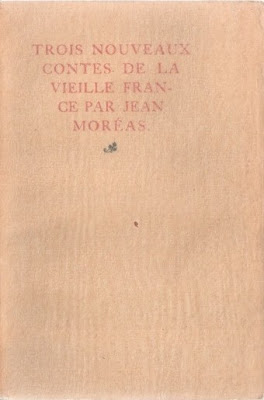 TROIS NOUVEAUX
CONTES DE LA
VIEILLE FRAN-
CE PAR JEAN
MORÉAS.